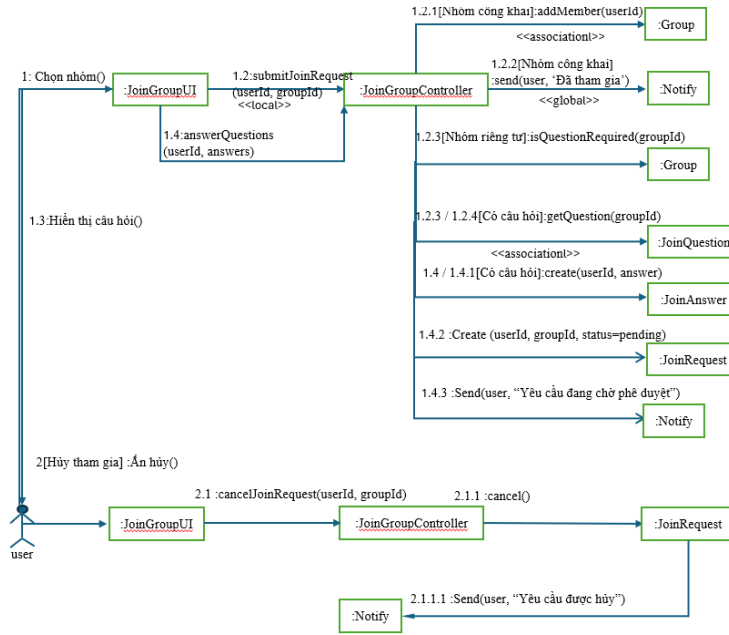 1.2.1[Nhóm công khai]:addMember(userId)
:Group
<<association>>
1: Chọn nhóm()
:JoinGroupUI
1.2:submitJoinRequest
(userId, groupId)
<<local>>
:JoinGroupController
1.2.2[Nhóm công khai]
:send(user, ‘Đã tham gia’)
<<global>>
:Notify
1.4:answerQuestions
(userId, answers)
1.2.3[Nhóm riêng tư]:isQuestionRequired(groupId)
:Group
1.3:Hiển thị câu hỏi()
1.2.3 / 1.2.4[Có câu hỏi]:getQuestion(groupId)
:JoinQuestion
<<association>>
1.4 / 1.4.1[Có câu hỏi]:create(userId, answer)
:JoinAnswer
1.4.2 :Create (userId, groupId, status=pending)
:JoinRequest
1.4.3 :Send(user, “Yêu cầu đang chờ phê duyệt”)
:Notify
2[Hủy tham gia] :Ấn hủy()
user
:JoinGroupUI
2.1 :cancelJoinRequest(userId, groupId)
:JoinGroupController
2.1.1 :cancel()
:JoinRequest
2.1.1.1 :Send(user, “Yêu cầu được hủy”)
:Notify